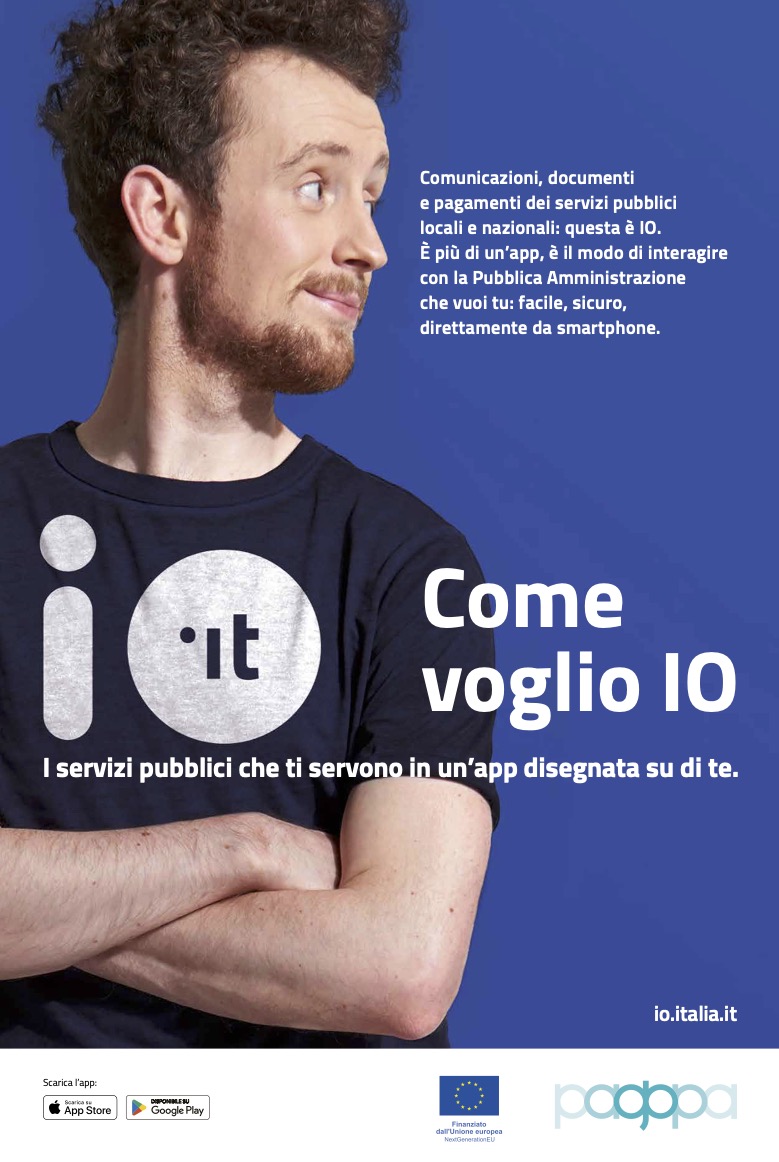 Comunicazioni, documenti
e pagamenti dei servizi pubblici
locali e nazionali: questa è IO.
È più di un’app, è il modo di interagire
con la Pubblica Amministrazione
che vuoi tu: facile, sicuro,
direttamente da smartphone.
io
it
Come
voglio IO
I servizi pubblici che ti servono in un’app disegnata su di te.
io.italia.it
Scarica l’app:
Scarica su
App Store
DISPONIBILE SU
Google Play
Finanziato
dall’Unione europea
NextGenerationEU
pagopa